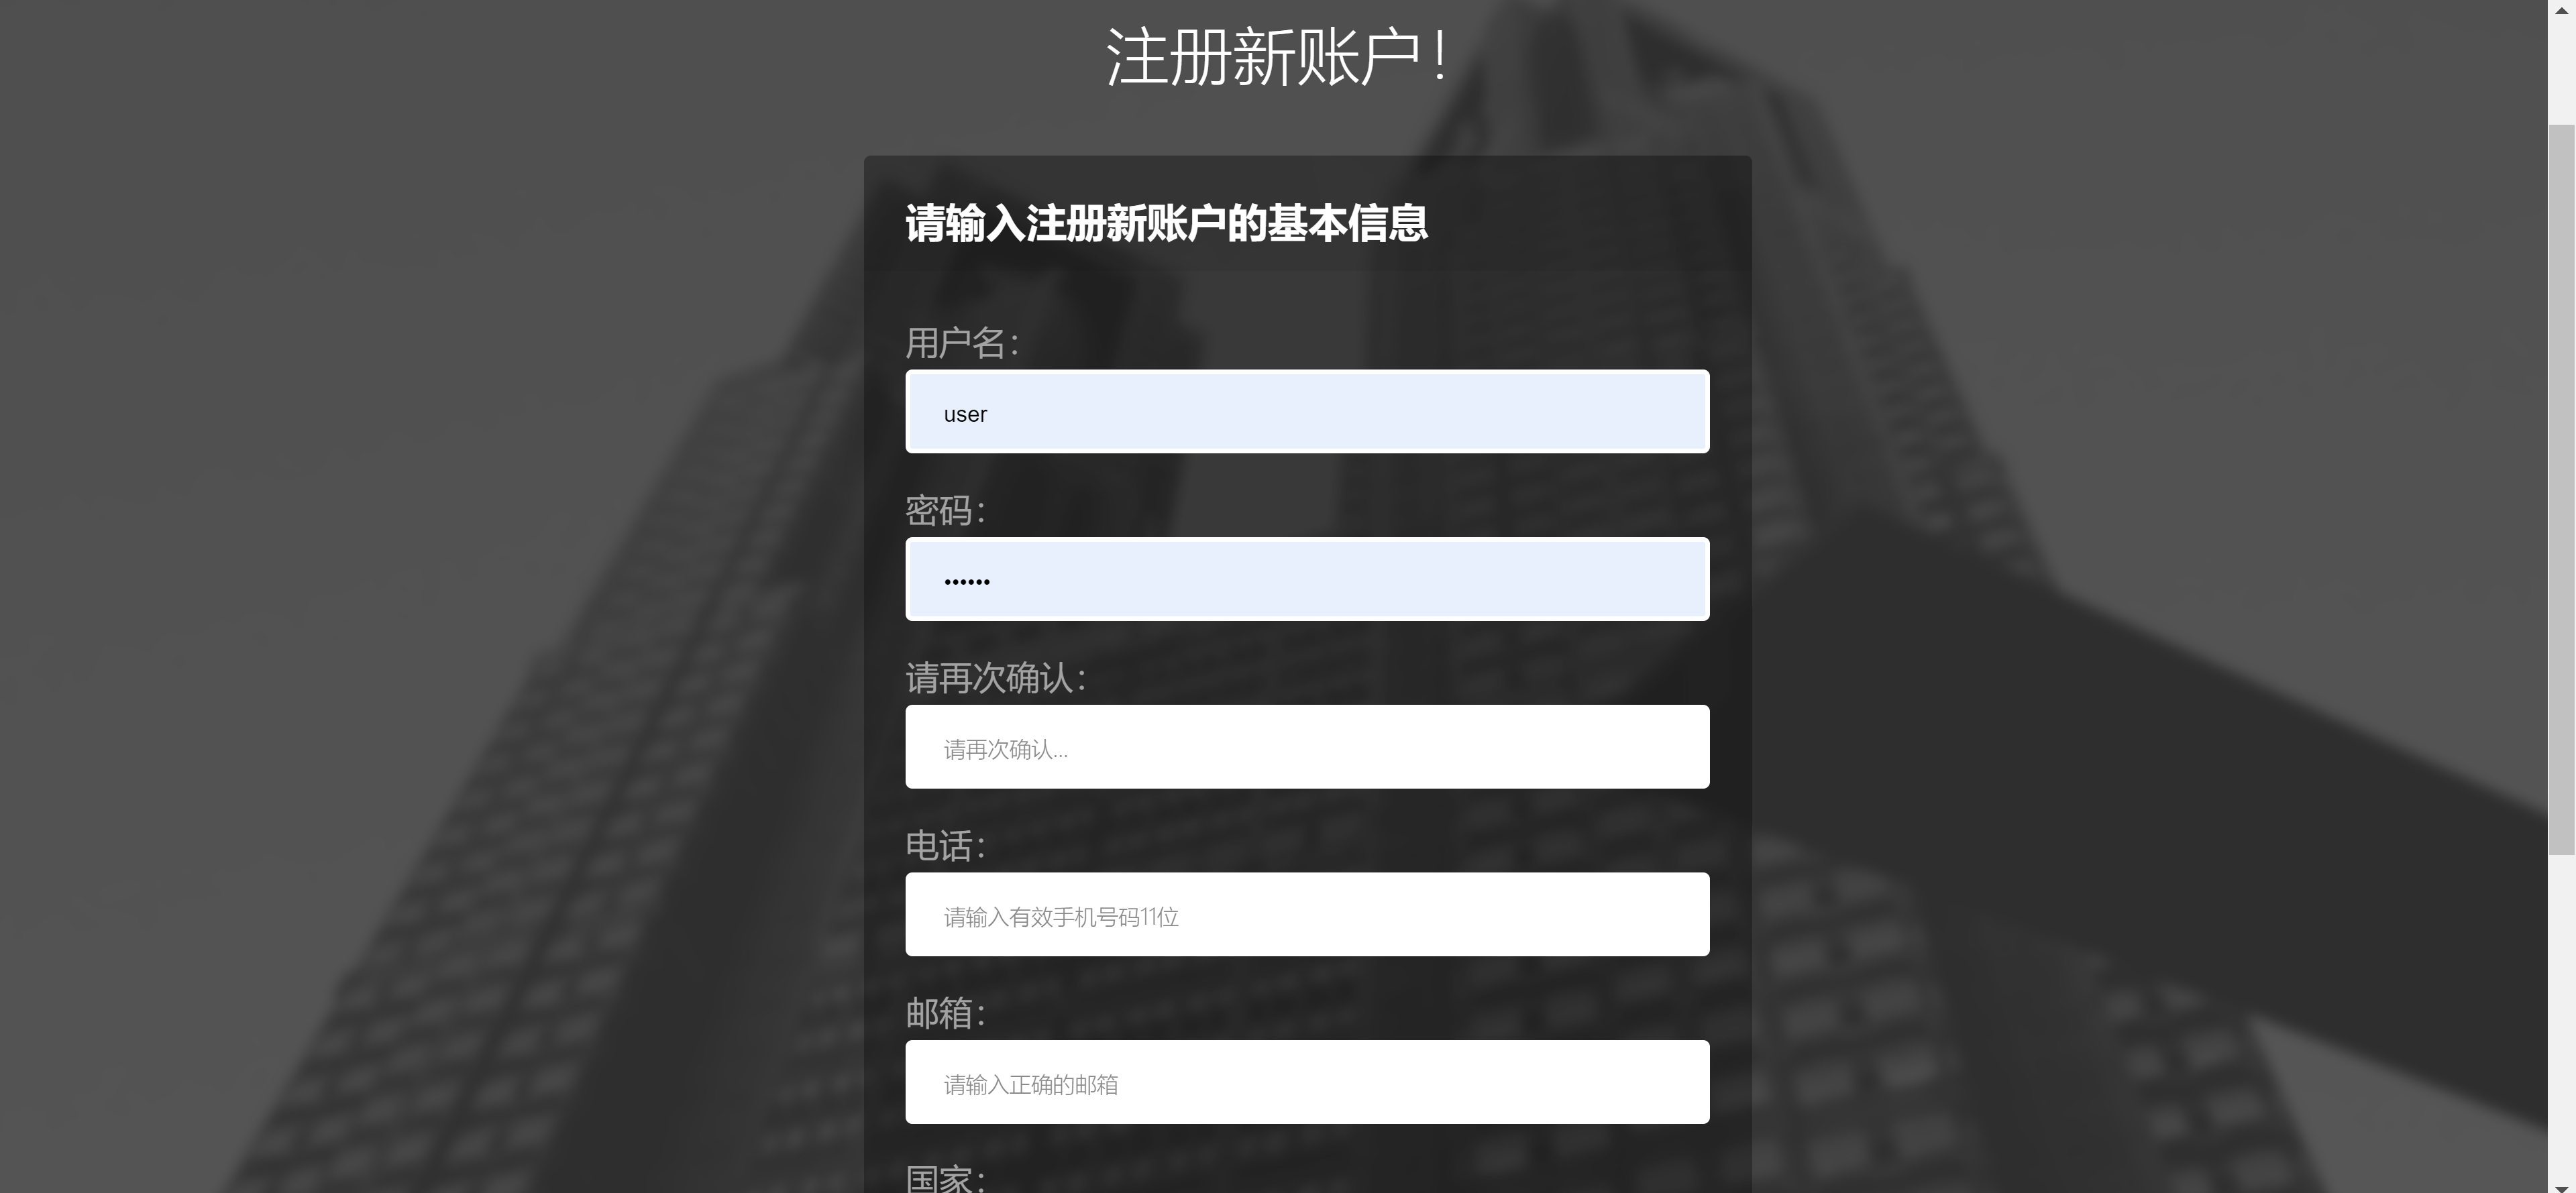 注册新账户！
请输入注册新账户的基本信息
用户名：
user
密码：
••••••
请再次确认：
请再次确认...
电话：
请输入有效手机号码11位
邮箱：
请输入正确的邮箱
国家：